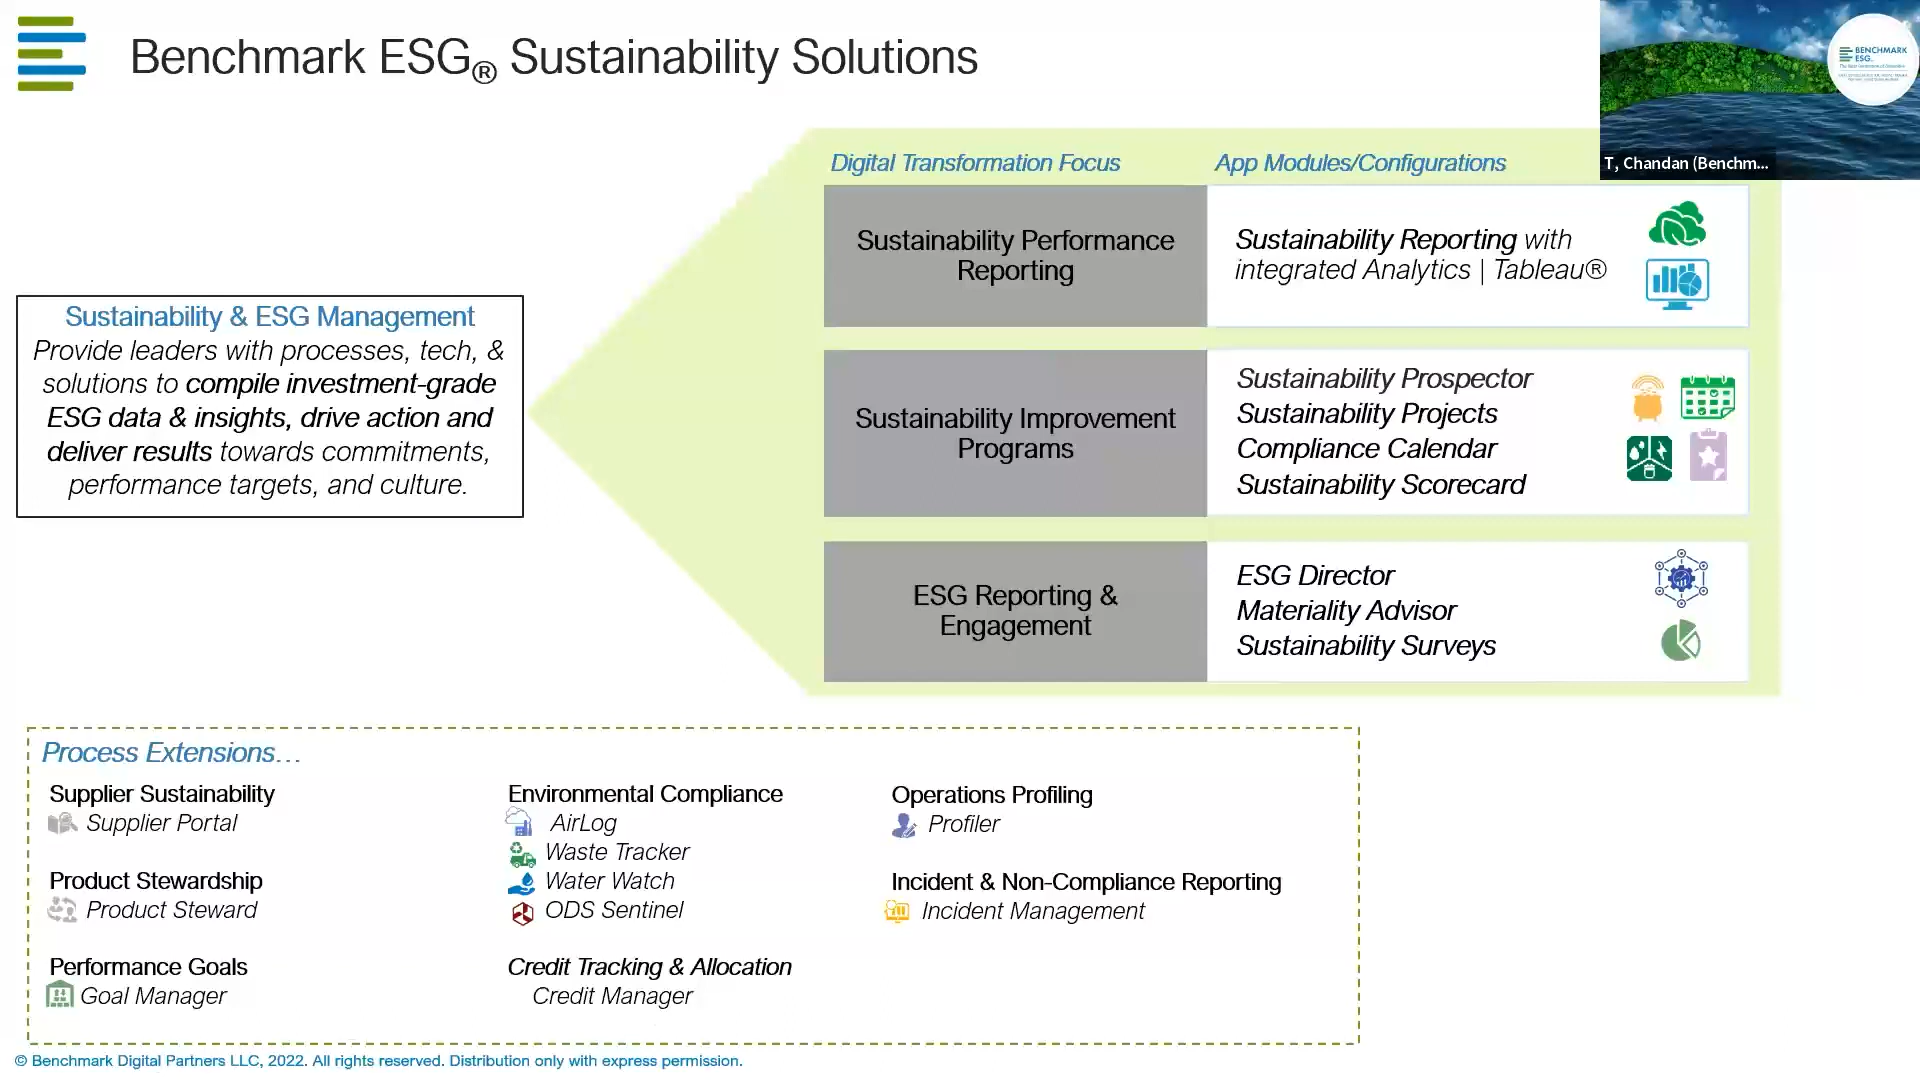 Benchmark ESG® Sustainability Solutions
BENCHMARK
ESG
T, Chandan (Benchm...
Digital Transformation Focus
App Modules/Configurations
Sustainability Performance
Reporting
Sustainability Reporting with
integrated Analytics | Tableau®
Sustainability & ESG Management
Provide leaders with processes, tech, &
solutions to compile investment-grade
ESG data & insights, drive action and
deliver results towards commitments,
performance targets, and culture.
Sustainability Improvement
Programs
Sustainability Prospector
Sustainability Projects
Compliance Calendar
Sustainability Scorecard
ESG Reporting &
Engagement
ESG Director
Materiality Advisor
Sustainability Surveys
Process Extensions…
Supplier Sustainability
Supplier Portal
Product Stewardship
Product Steward
Performance Goals
Goal Manager
Environmental Compliance
AirLog
Waste Tracker
Water Watch
ODS Sentinel
Credit Tracking & Allocation
Credit Manager
Operations Profiling
Profiler
Incident & Non-Compliance Reporting
Incident Management
© Benchmark Digital Partners LLC, 2022. All rights reserved. Distribution only with express permission.